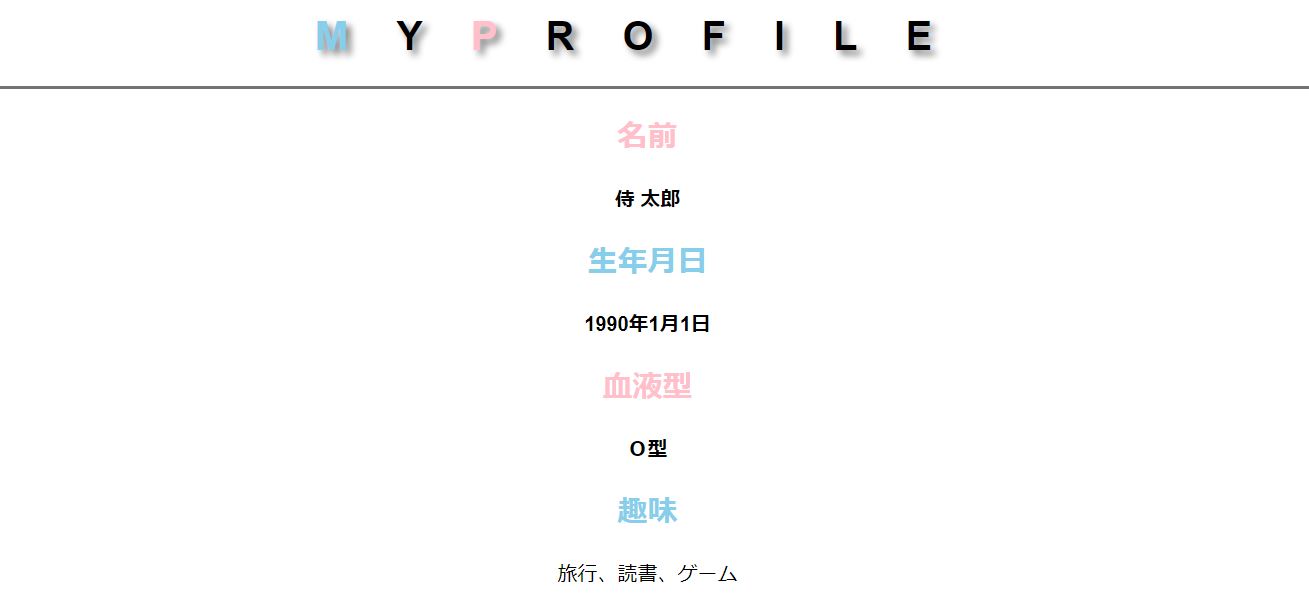 MYPROFILE
名前
侍 太郎
生年月日
1990年1月1日
血液型
O型
趣味
旅行、読書、ゲーム